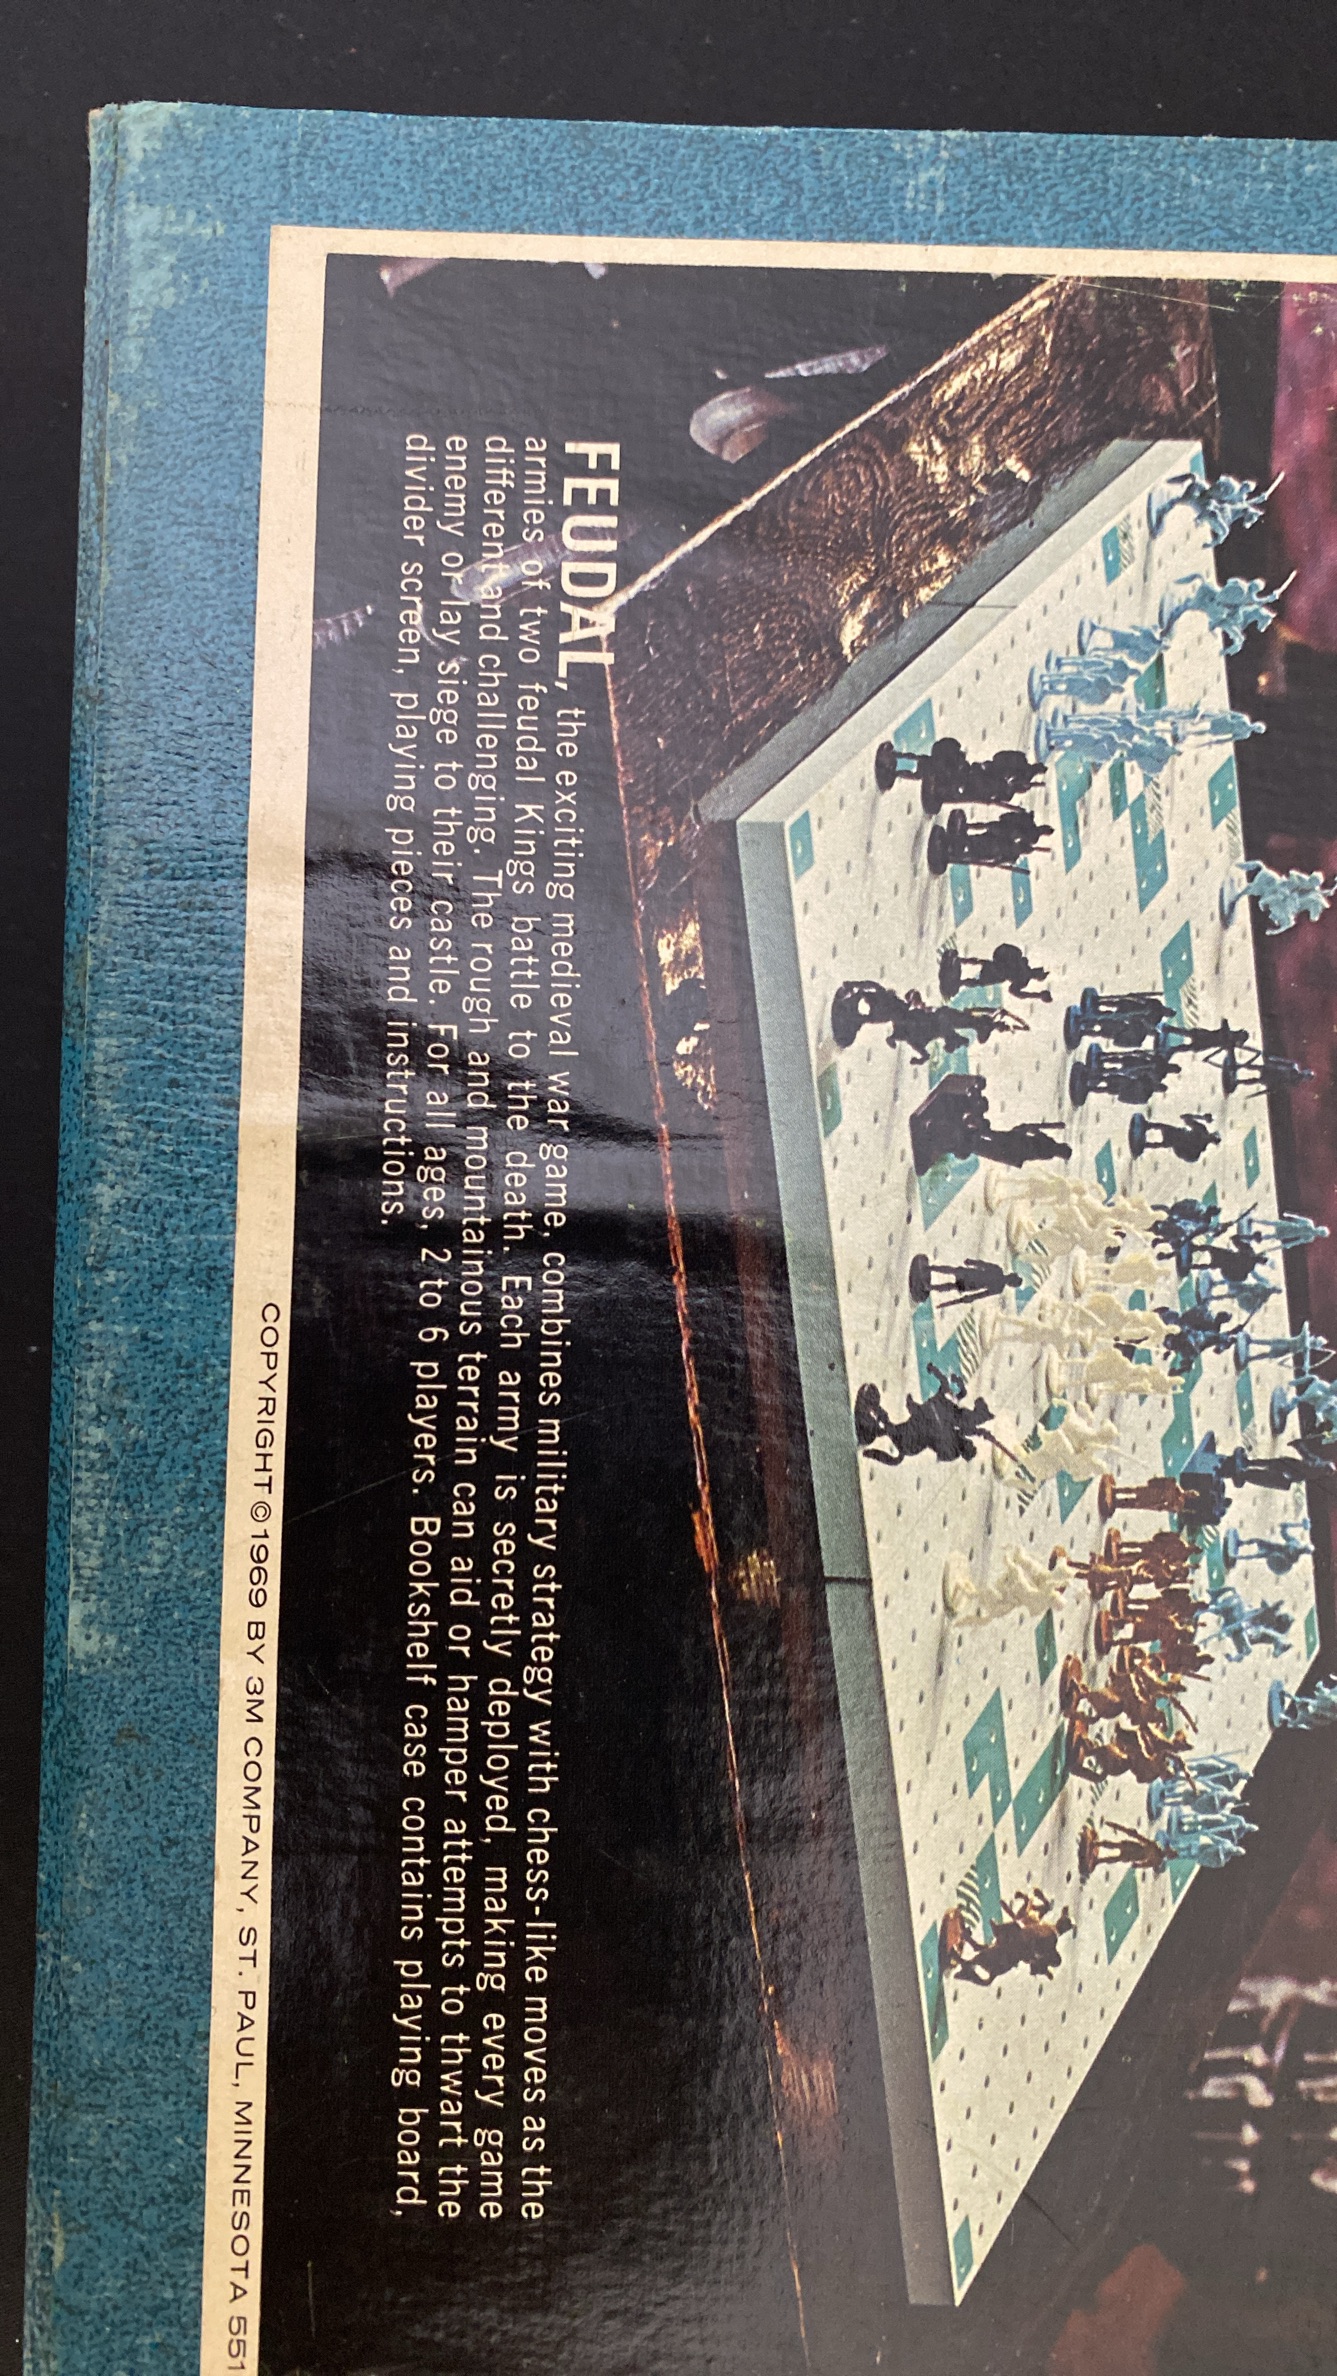 FEUDAL, the exciting medieval war game, combines military strategy with chess-like moves as the
armies of two feudal Kings battle to the death. Each army is secretly deployed, making every game
different and challenging. The rough and mountainous terrain can aid or hamper attempts to thwart the
enemy or lay siege to their castle. For all ages, 2 to 6 players. Bookshelf case contains playing board,
divider screen, playing pieces and instructions.
COPYRIGHT © 1969 BY 3M COMPANY, ST. PAUL, MINNESOTA 551